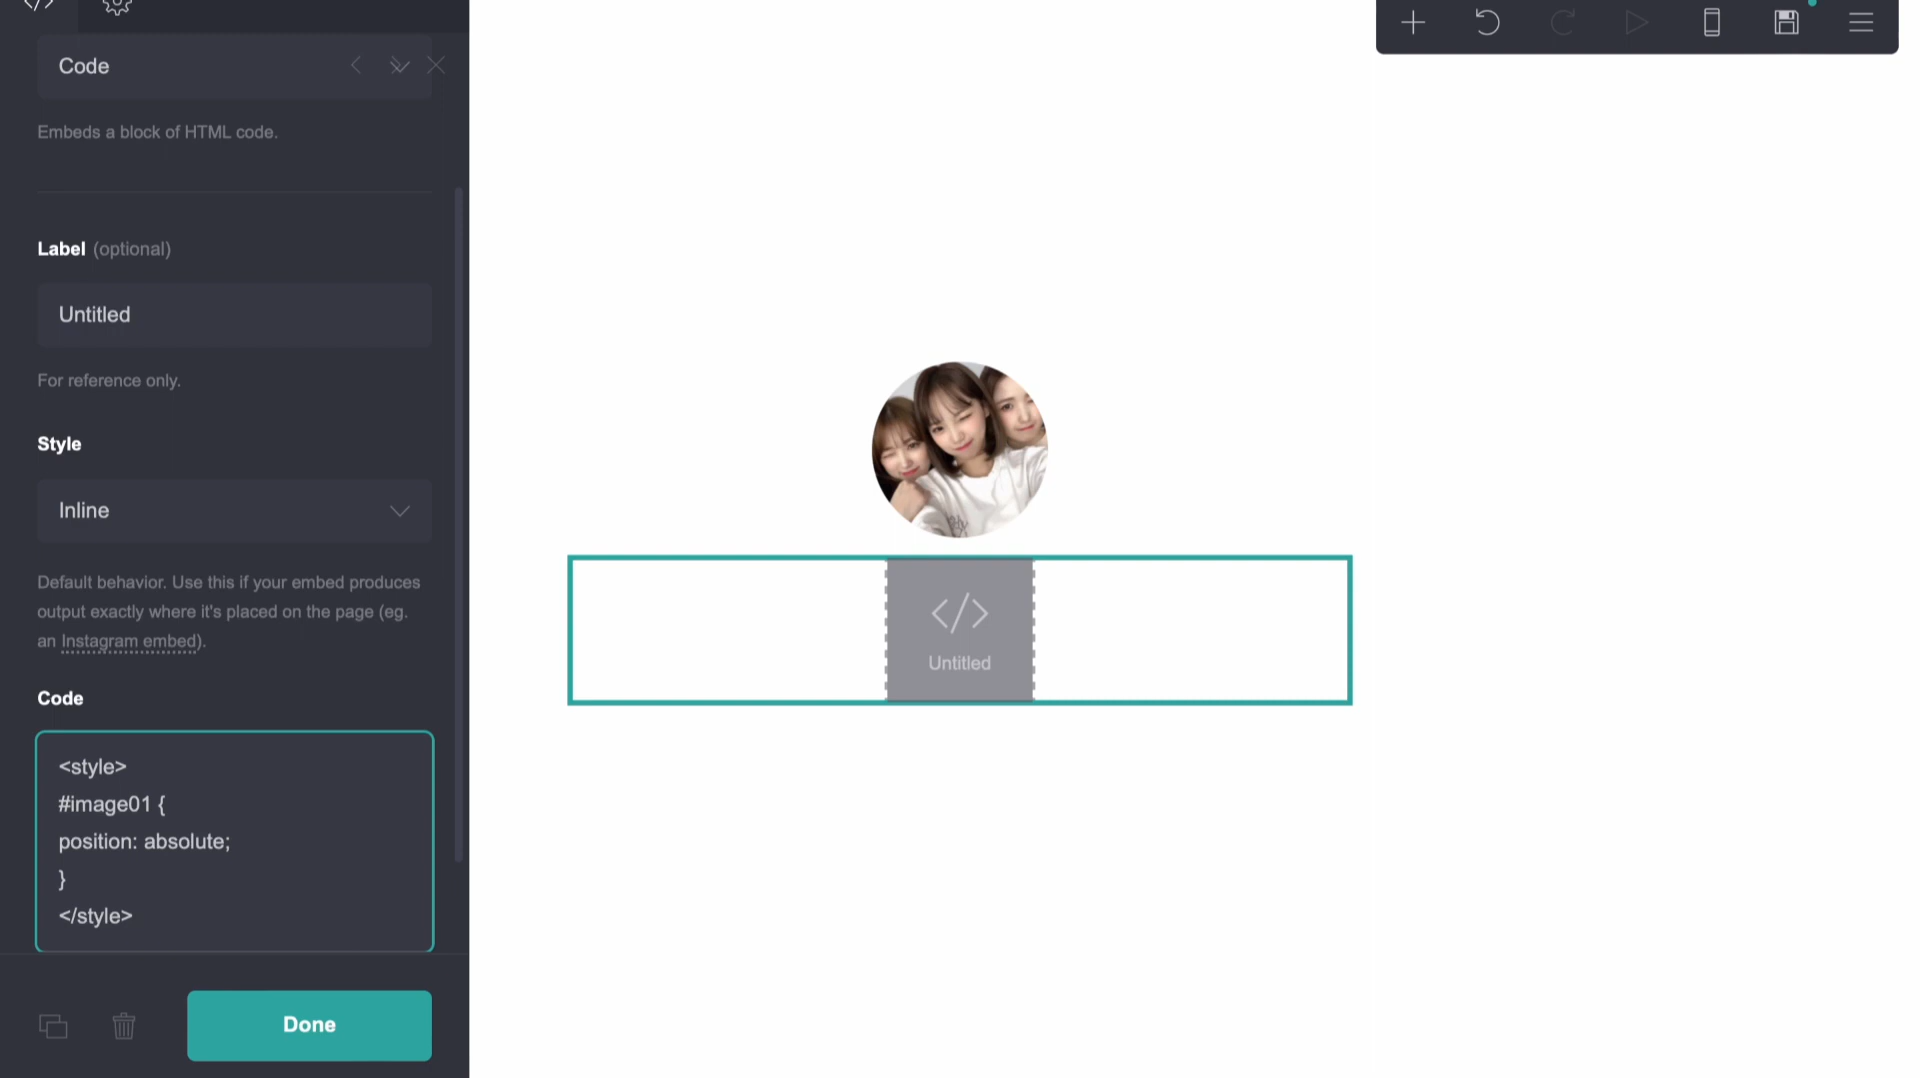 Code
Embeds a block of HTML code.
Label (optional)
Untitled
For reference only.
Style
Inline
Default behavior. Use this if your embed produces
output exactly where it's placed on the page (eg.
an Instagram embed).
Code
<style>
#image01 {
position: absolute;
}
</style>
Done
</>
Untitled